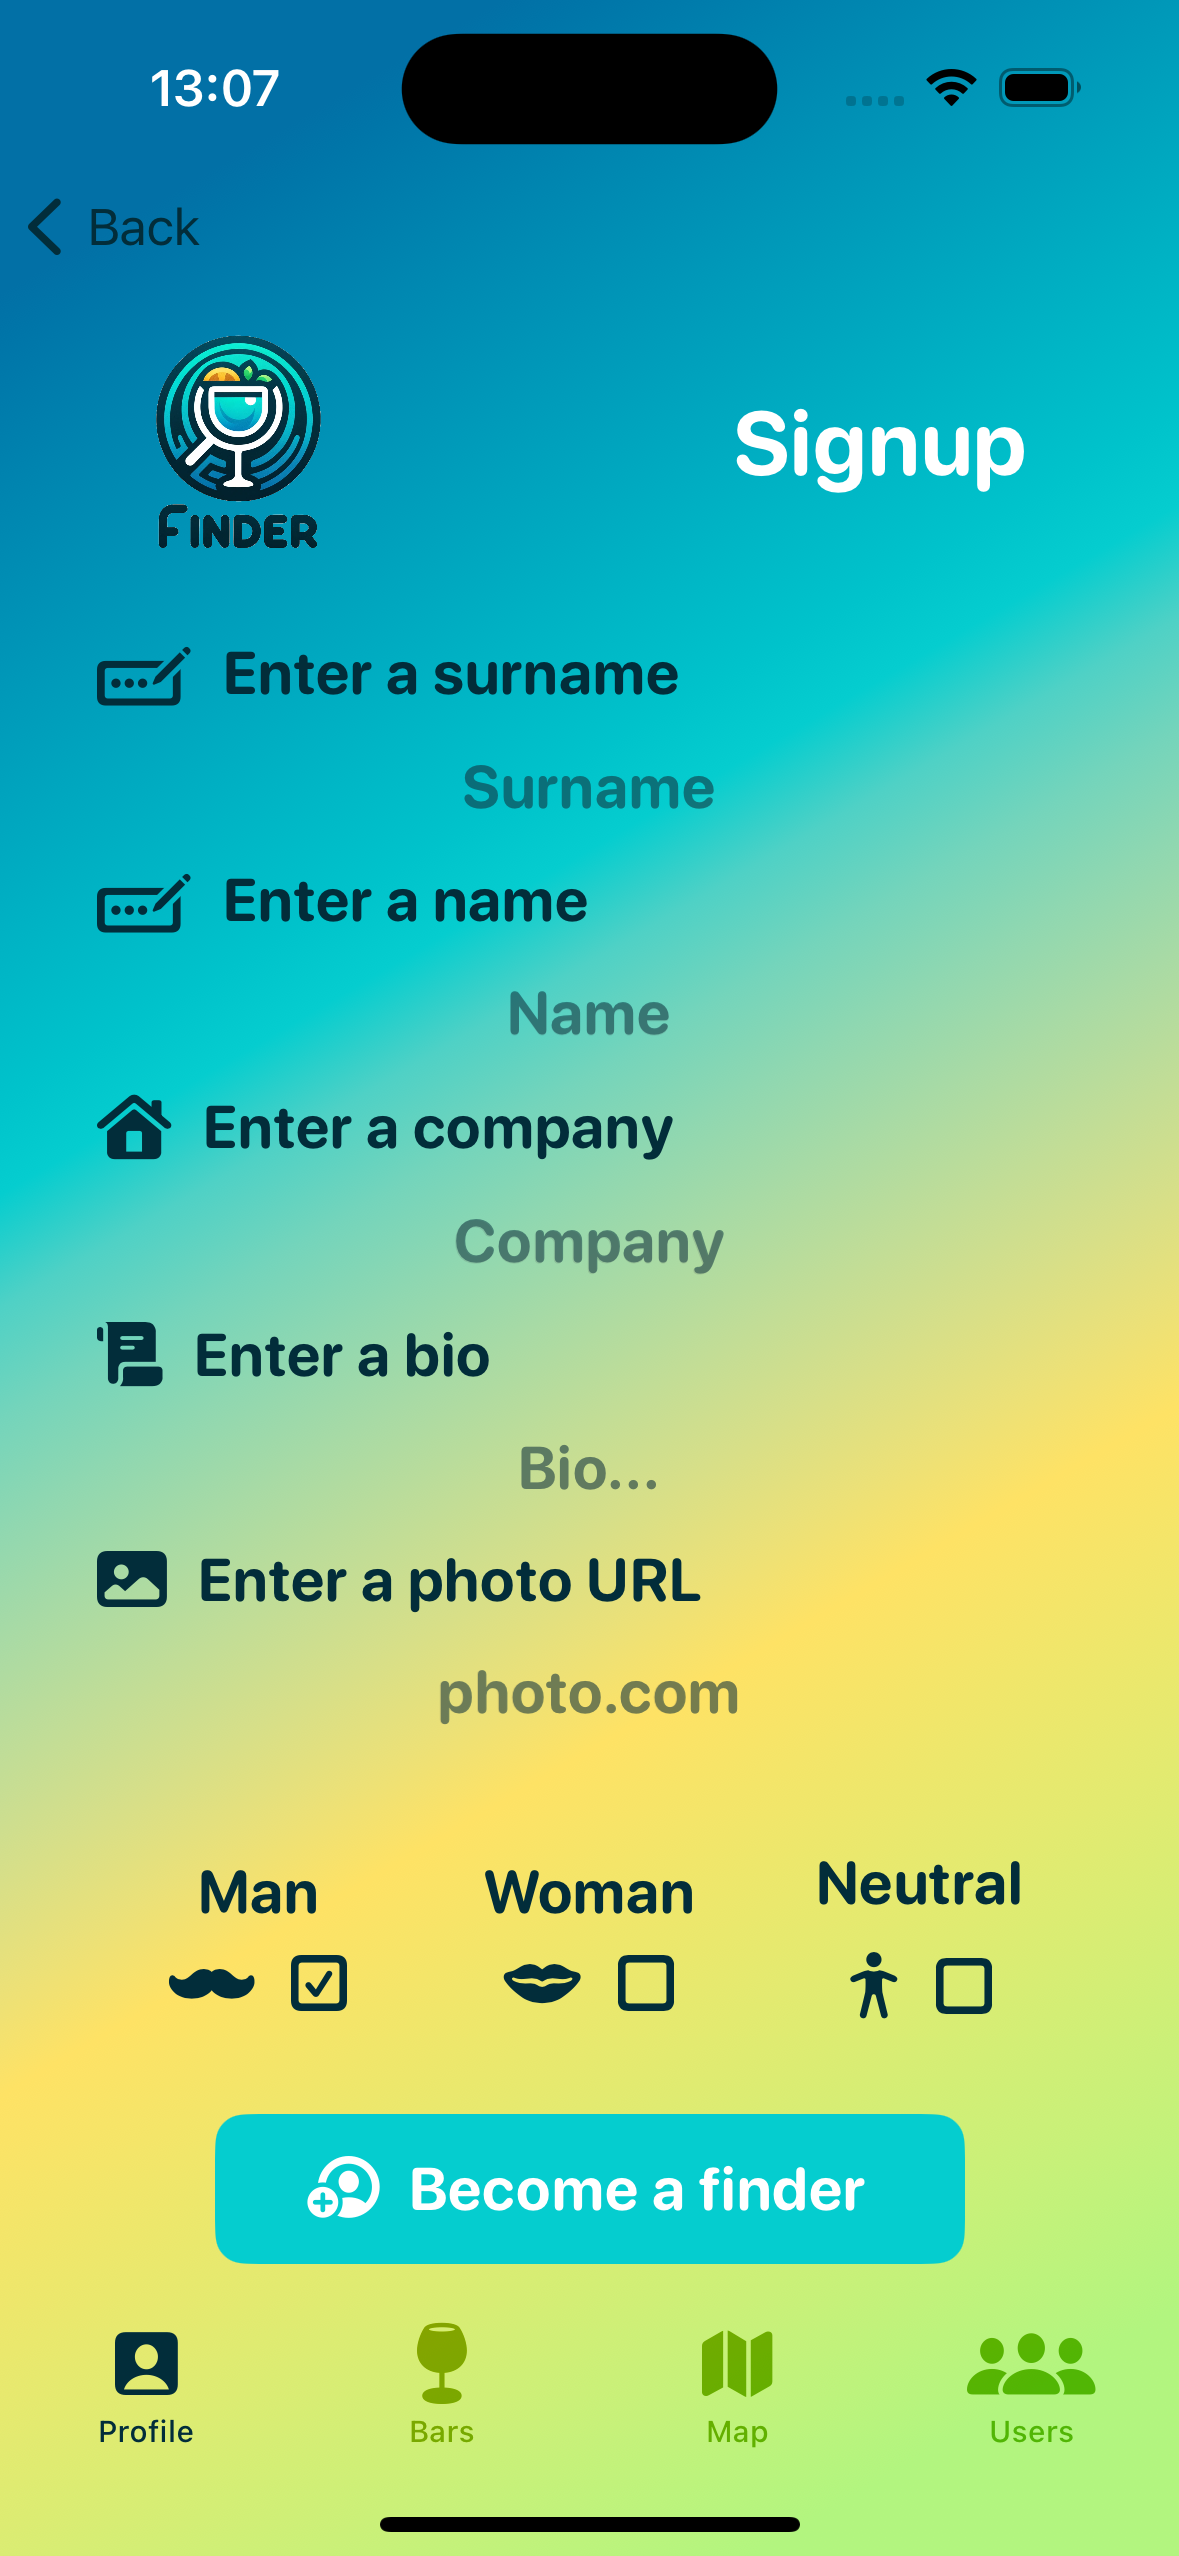 13:07
Back
FINDER
Signup
Enter a surname
Surname
Enter a name
Name
Enter a company
Company
Enter a bio
Bio...
Enter a photo URL
photo.com
Man
Woman
Neutral
Become a finder
Profile
Bars
Map
Users